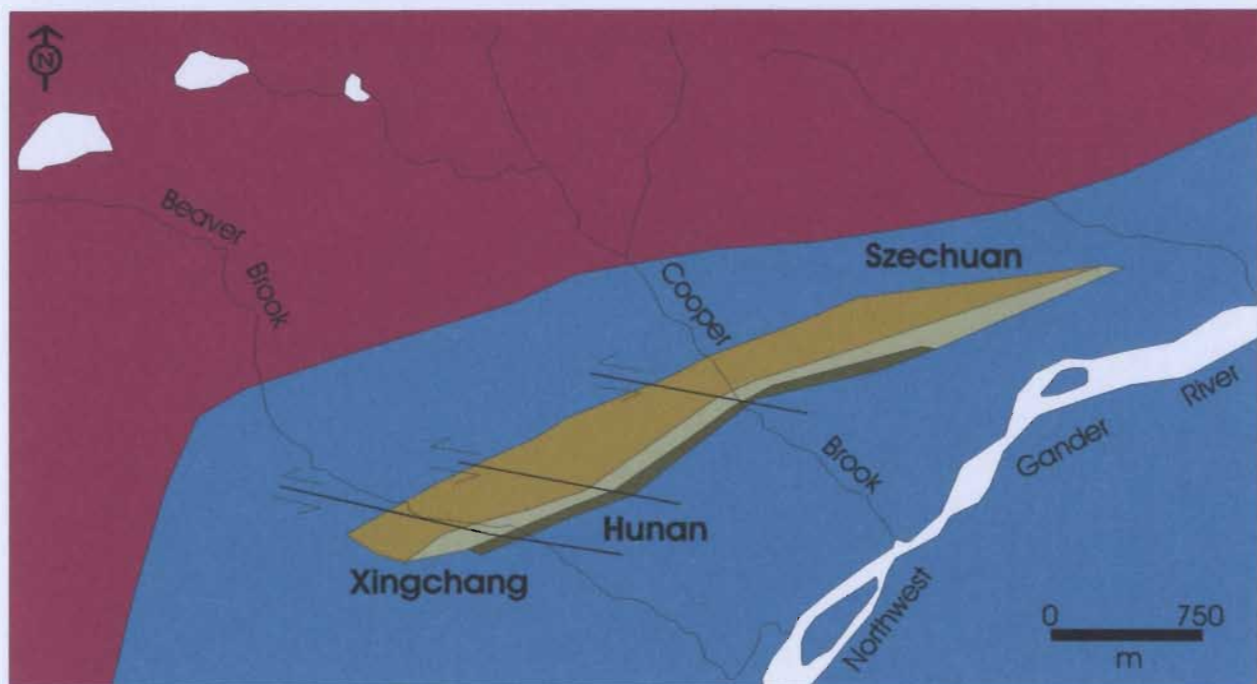 N
Beaver
Brook
Cooper
Szechuan
Brook
Hunan
Xingchang
Northwest
Gander
River
0 750
m